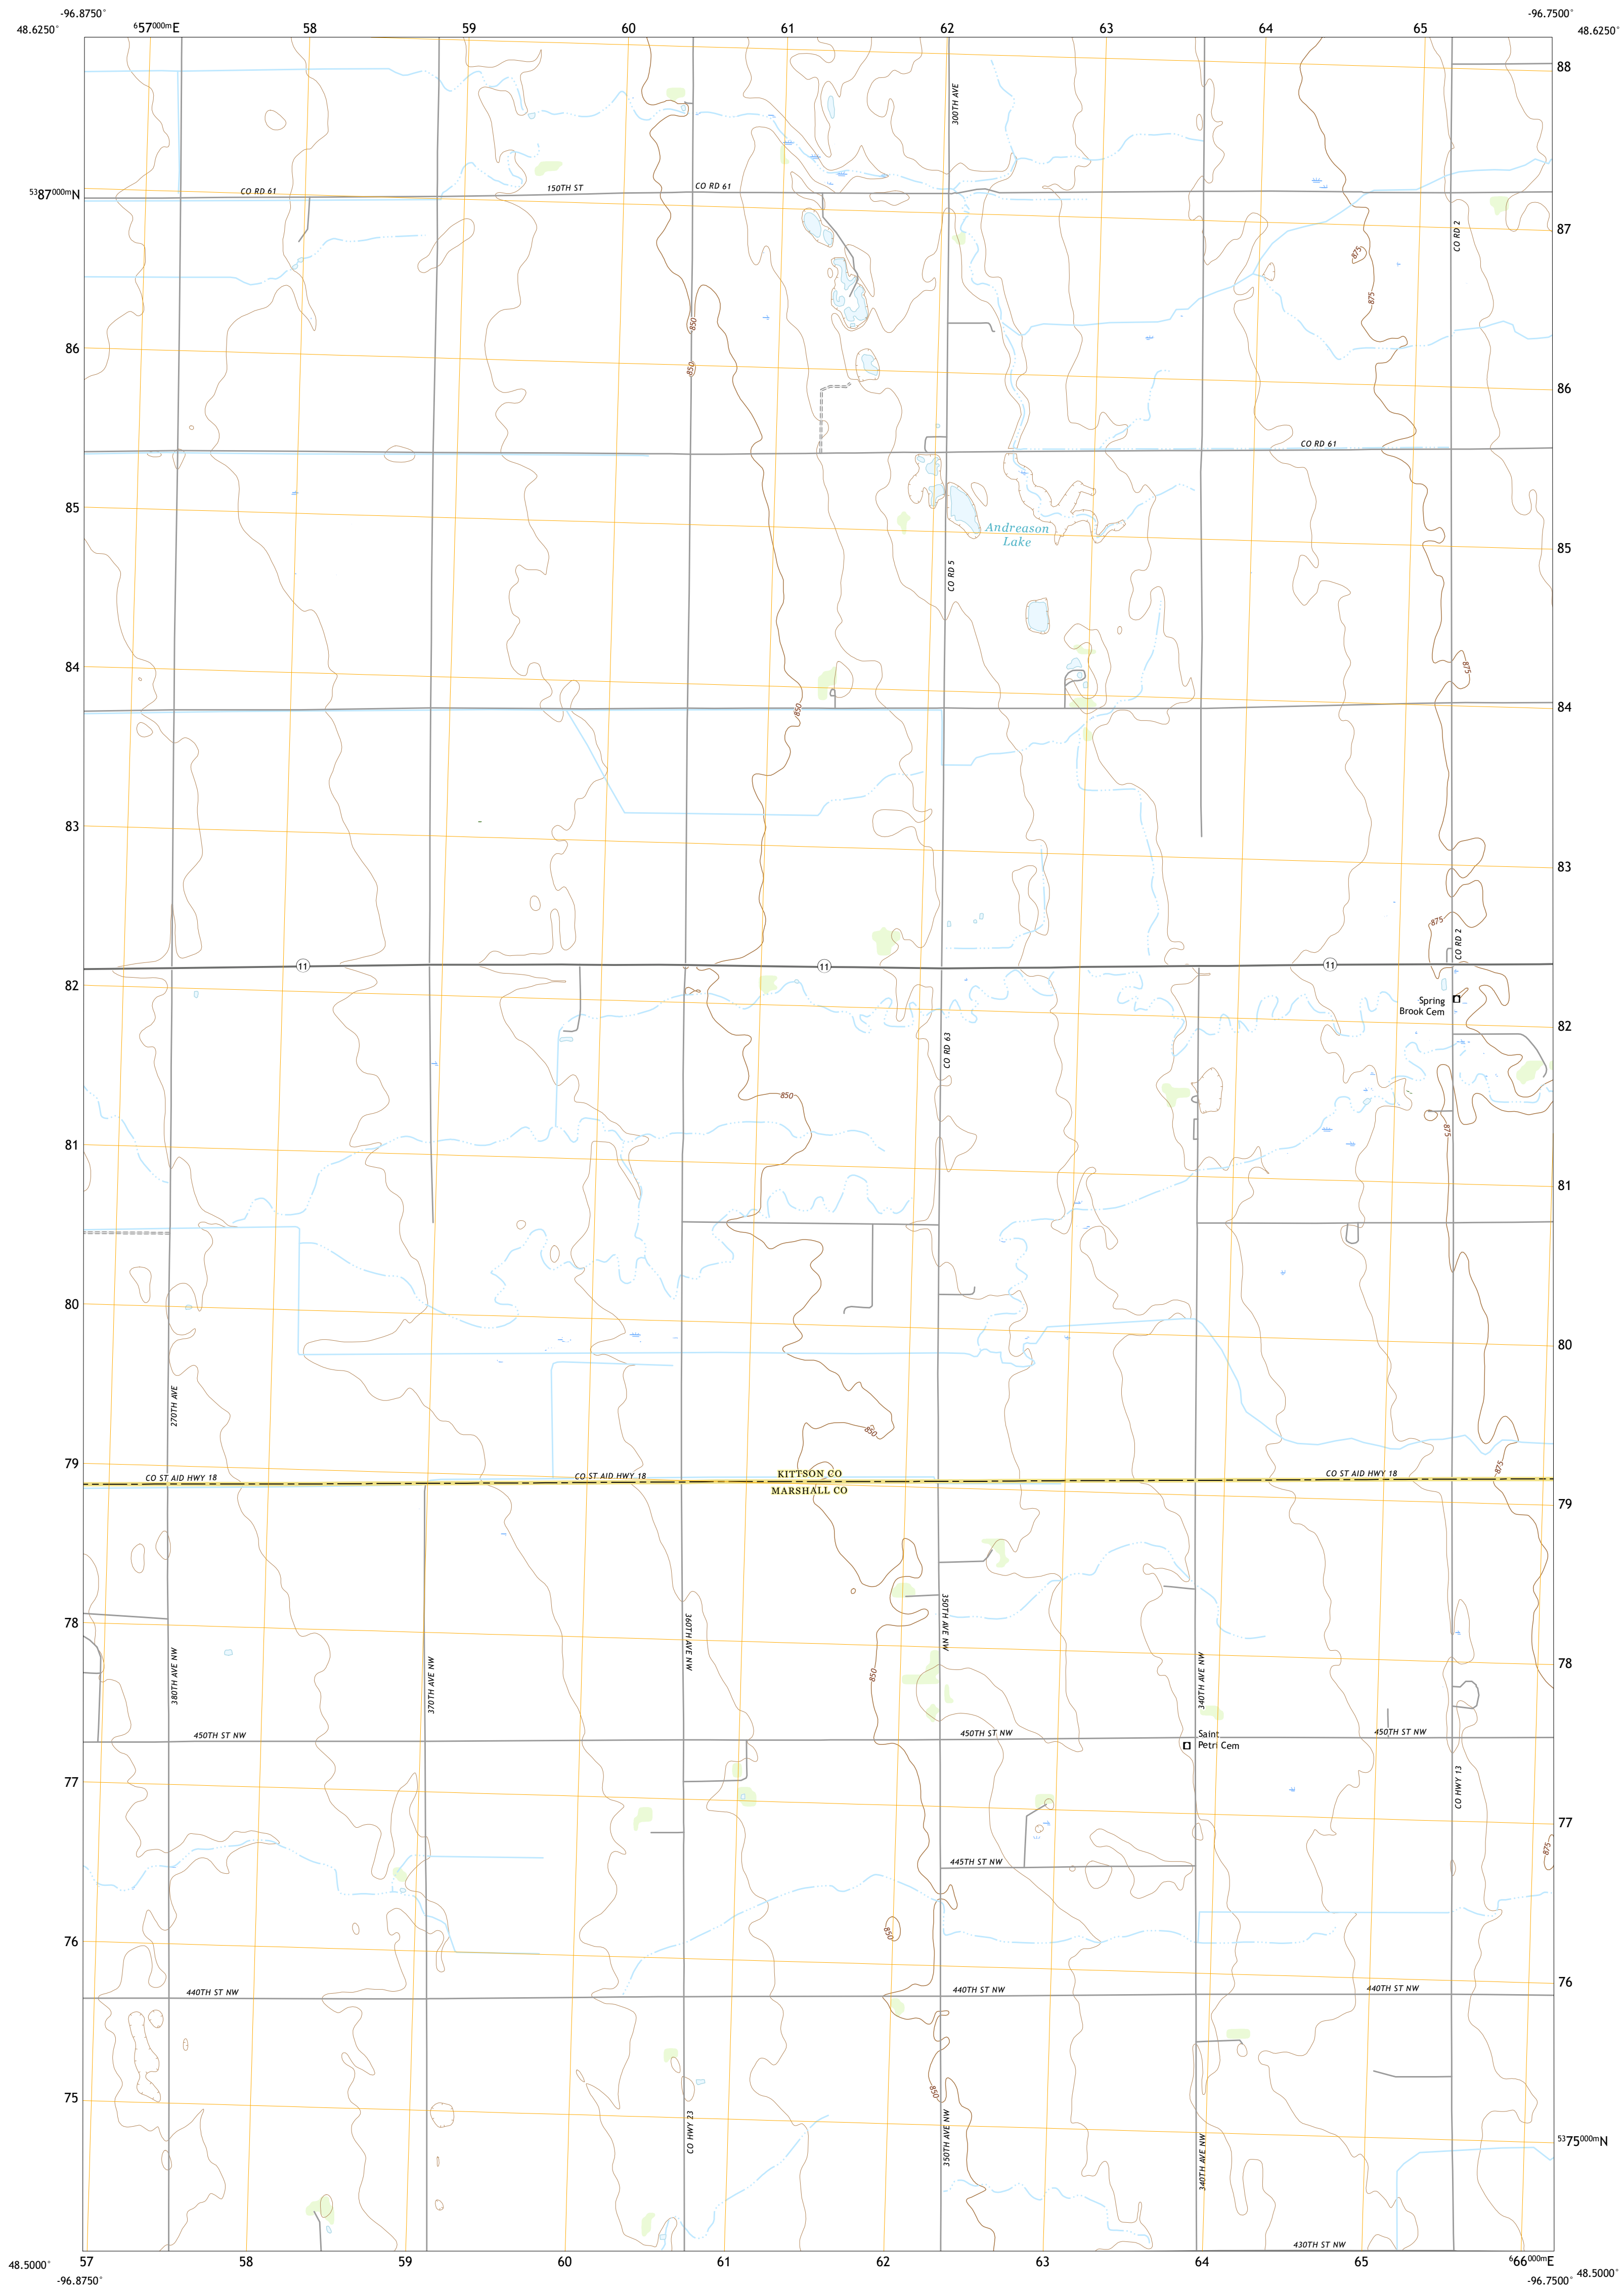 -96.8750°
-96.7500°
48.6250°
⁶57⁰⁰⁰ᵐE
58
59
60
61
62
63
64
65
48.6250°
88
300TH AVE
⁵³87⁰⁰⁰ᵐN
CO RD 61
150TH ST
CO RD 61
CO RD 2
87
875
875
850
86
850
86
CO RD 61
85
Andreason
Lake
85
CO RD 5
84
875
850
84
83
83
875
CO RD 2
11
11
11
82
Spring
Brook Cem
82
CO RD 63
850
875
81
81
80
80
270TH AVE
850
79
875
CO ST AID HWY 18
CO ST AID HWY 18
KITTSON CO
MARSHALL CO
CO ST AID HWY 18
79
78
350TH AVE NW
360TH AVE NW
380TH AVE NW
370TH AVE NW
850
340TH AVE NW
78
450TH ST NW
450TH ST NW
Saint
Petri Cem
450TH ST NW
77
CO HWY 13
77
875
445TH ST NW
850
76
76
440TH ST NW
440TH ST NW
440TH ST NW
75
850
CO HWY 23
350TH AVE NW
340TH AVE NW
⁵³75⁰⁰⁰ᵐN
430TH ST NW
48.5000°
57
58
59
60
61
62
63
64
65
⁶66⁰⁰⁰ᵐE
48.5000°
-96.8750°
-96.7500°